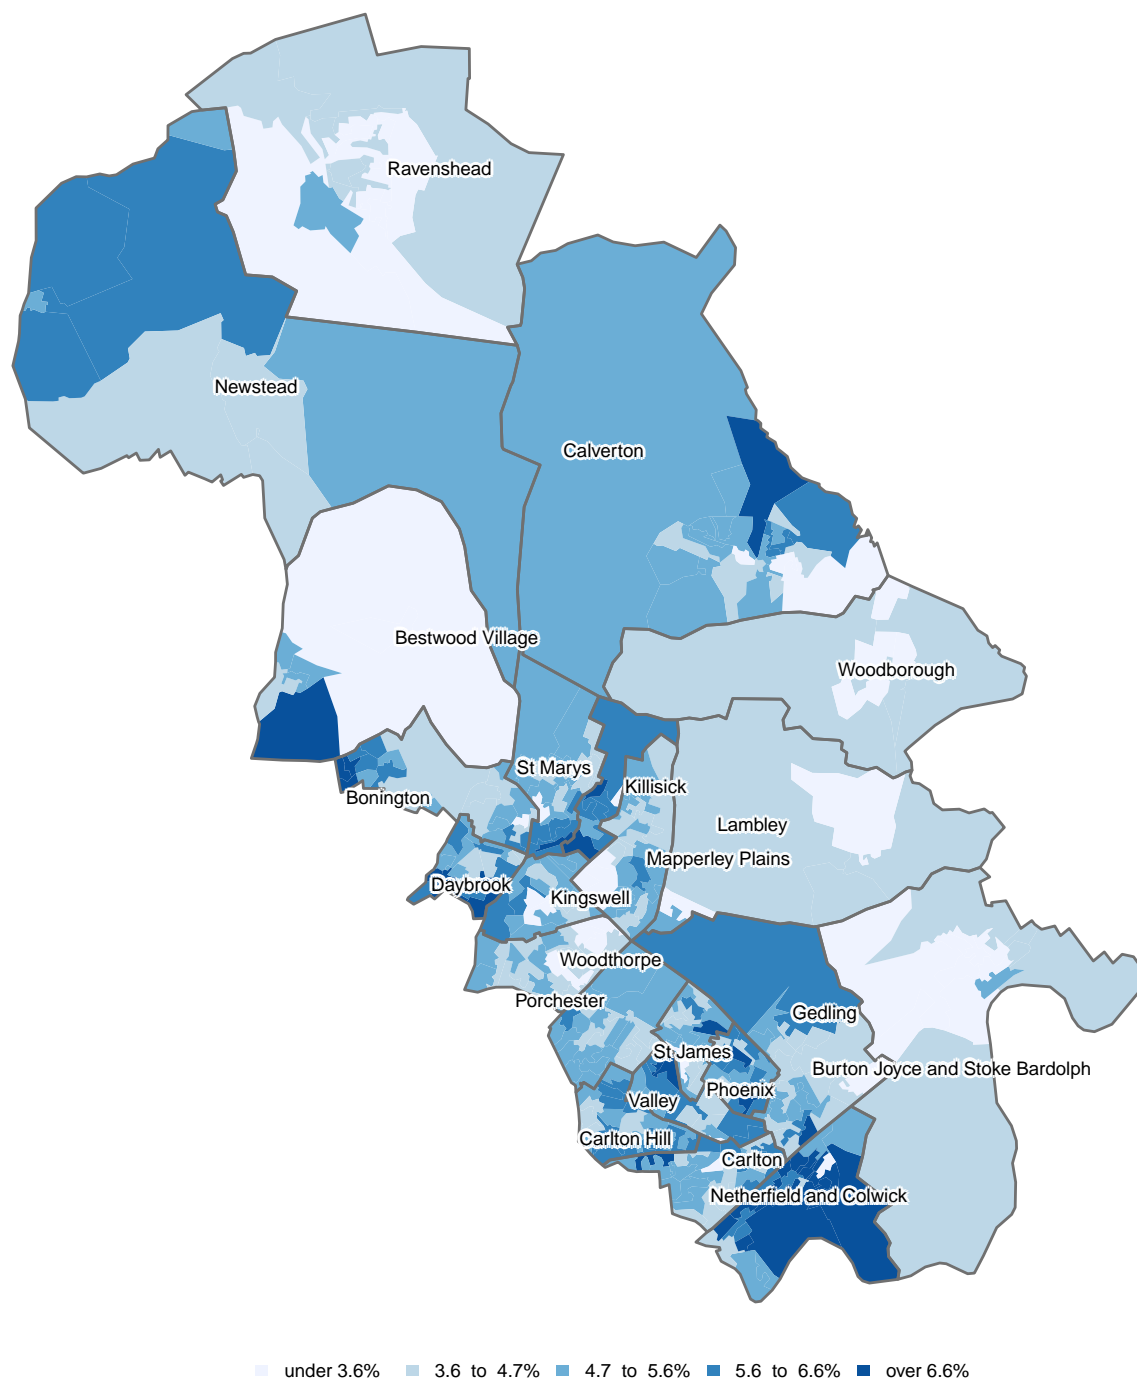 Ravenshead
Newstead
Calverton
Bestwood Village
Woodborough
St Marys
Killisick
Bonington
Lambley
Mapperley Plains
Daybrook
Kingswell
Woodthorpe
Porchester
Gedling
St James
Burton Joyce and Stoke Bardolph
Phoenix
Valley
Carlton Hill
Carlton
Netherfield and Colwick
under 3.6% 3.6 to 4.7% 4.7 to 5.6% 5.6 to 6.6% over 6.6%